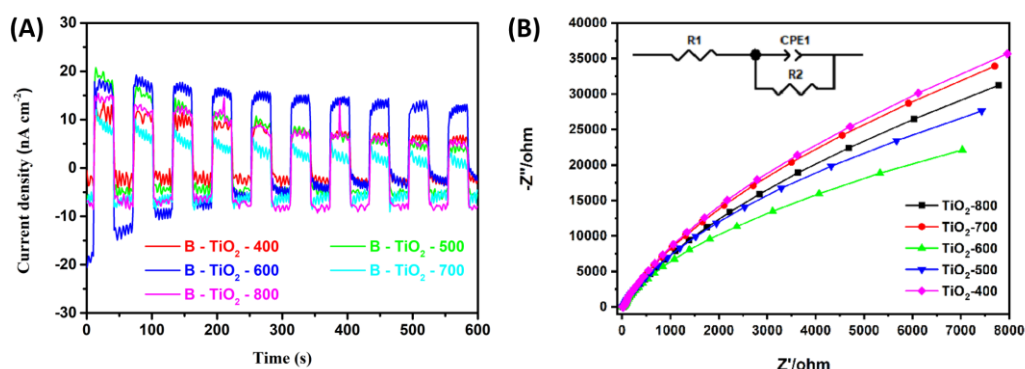 (A)
30
20
10
0
-10
-20
-30
Current density (nA cm⁻²)
B - TiO₂ - 400
B - TiO₂ - 500
B - TiO₂ - 600
B - TiO₂ - 700
B - TiO₂ - 800
0 100 200 300 400 500 600
Time (s)
(B)
R1
CPE1
R2
40000
35000
30000
25000
20000
15000
10000
5000
0
-Z''/ohm
TiO₂-800
TiO₂-700
TiO₂-600
TiO₂-500
TiO₂-400
0 1000 2000 3000 4000 5000 6000 7000 8000
Z'/ohm